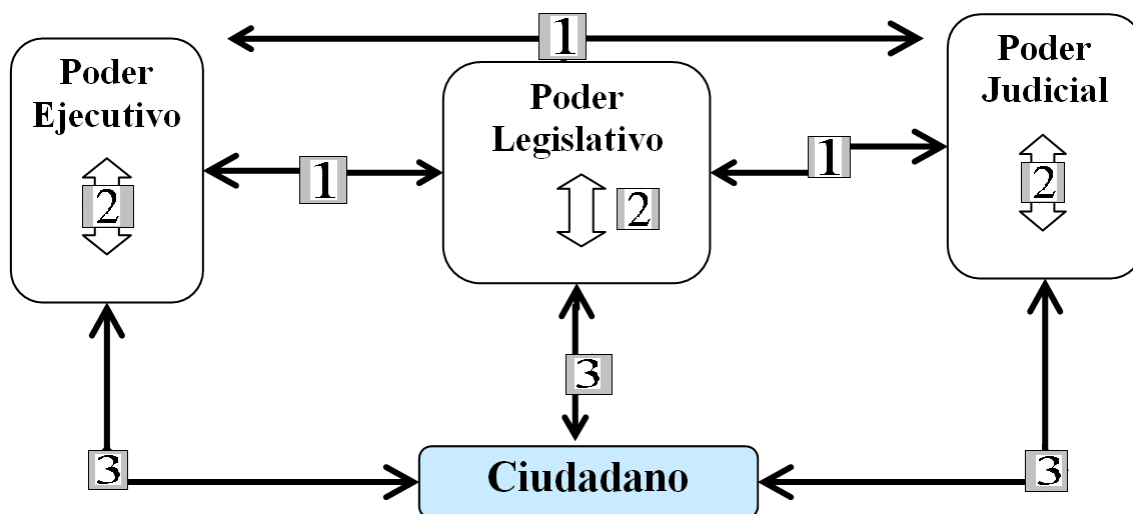 1
Poder
Ejecutivo
2
Poder
Legislativo
2
Poder
Judicial
2
1
1
3
3
3
Ciudadano